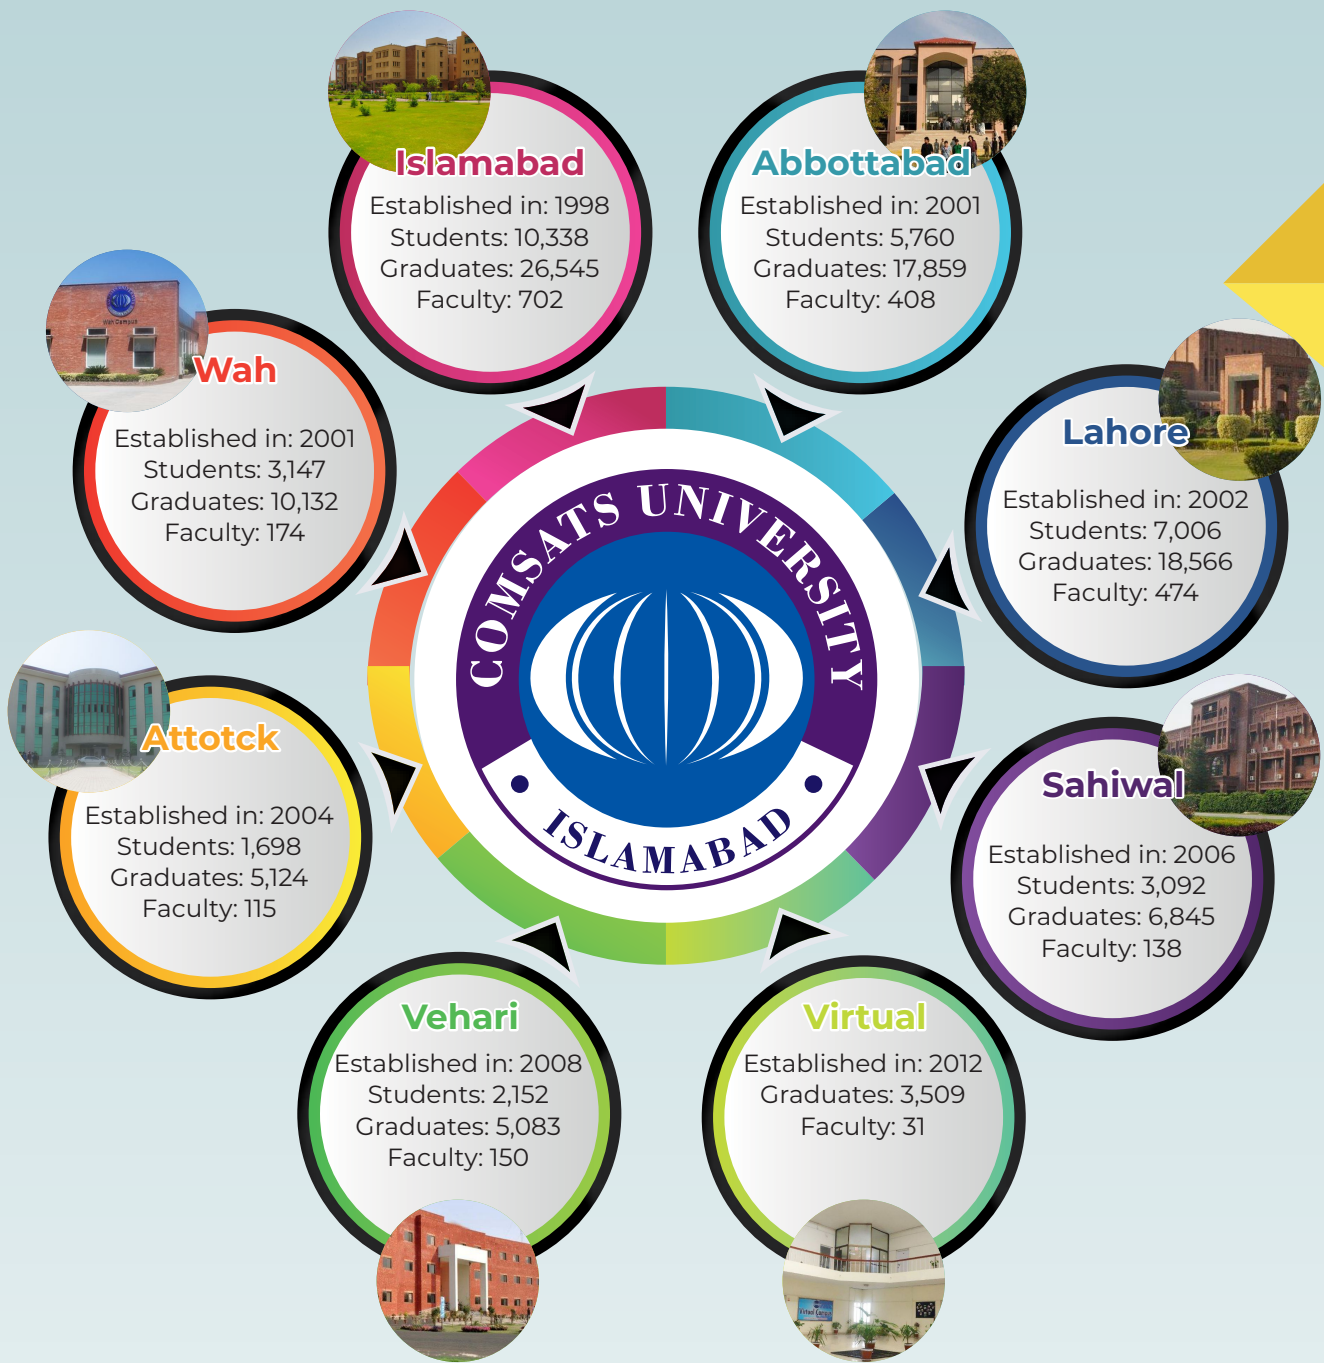 Islamabad
Established in: 1998
Students: 10,338
Graduates: 26,545
Faculty: 702
Abbottabad
Established in: 2001
Students: 5,760
Graduates: 17,859
Faculty: 408
Wah Campus
Wah
Established in: 2001
Students: 3,147
Graduates: 10,132
Faculty: 174
Lahore
Established in: 2002
Students: 7,006
Graduates: 18,566
Faculty: 474
COMSATS UNIVERSITY
ISLAMABAD
Attotck
Established in: 2004
Students: 1,698
Graduates: 5,124
Faculty: 115
Sahiwal
Established in: 2006
Students: 3,092
Graduates: 6,845
Faculty: 138
Vehari
Established in: 2008
Students: 2,152
Graduates: 5,083
Faculty: 150
Virtual
Established in: 2012
Graduates: 3,509
Faculty: 31
Virtual Campus